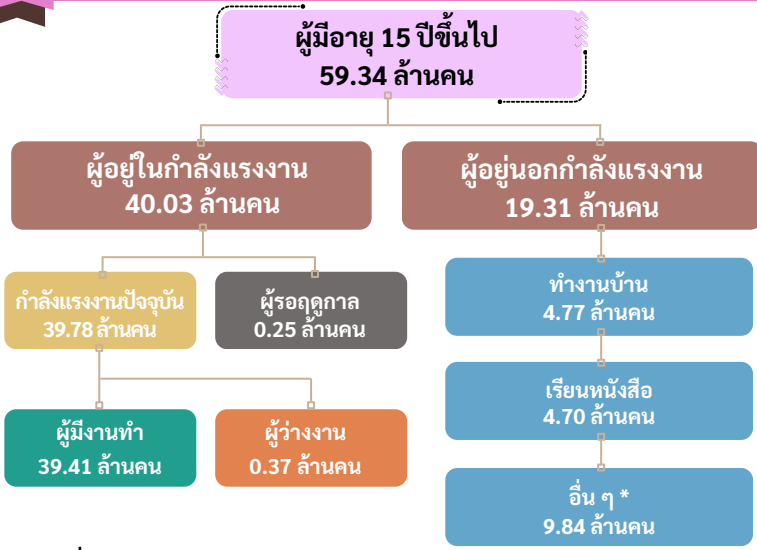 ผู้มีอายุ 15 ปีขึ้นไป
59.34 ล้านคน
ผู้อยู่ในกำลังแรงงาน
40.03 ล้านคน
ผู้อยู่นอกกำลังแรงงาน
19.31 ล้านคน
กำลังแรงงานปัจจุบัน
39.78 ล้านคน
ผู้รอฤดูกาล
0.25 ล้านคน
ทำงานบ้าน
4.77 ล้านคน
เรียนหนังสือ
4.70 ล้านคน
ผู้มีงานทำ
39.41 ล้านคน
ผู้ว่างงาน
0.37 ล้านคน
อื่น ๆ *
9.84 ล้านคน